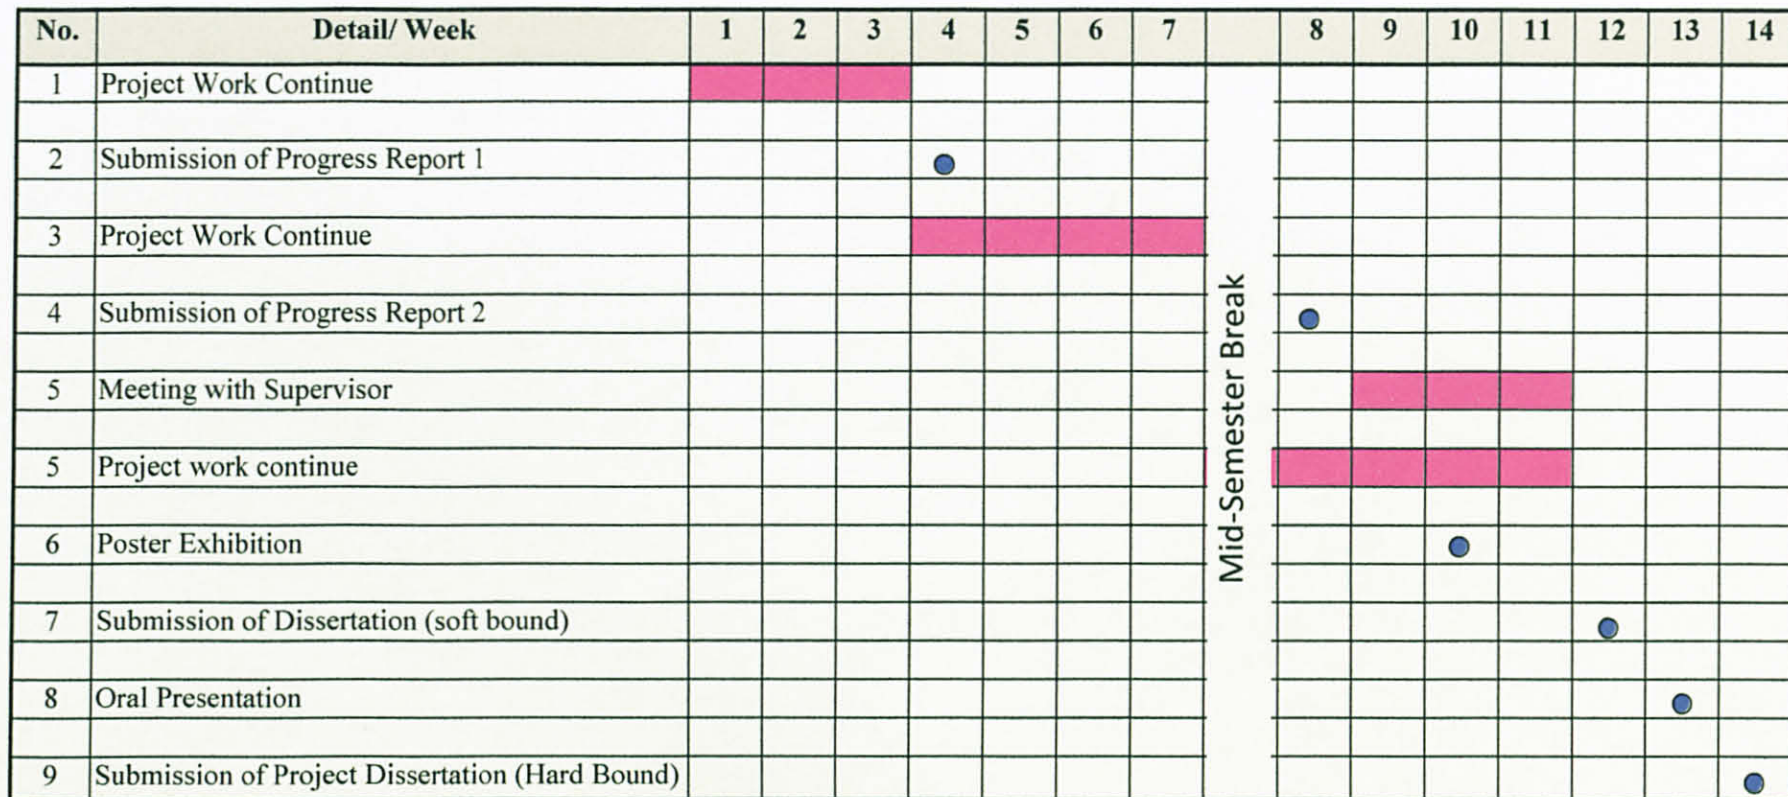 No. Detail/ Week 1 2 3 4 5 6 7 8 9 10 11 12 13 14
1 Project Work Continue
2 Submission of Progress Report 1
3 Project Work Continue
4 Submission of Progress Report 2
5 Meeting with Supervisor
5 Project work continue
6 Poster Exhibition
7 Submission of Dissertation (soft bound)
8 Oral Presentation
9 Submission of Project Dissertation (Hard Bound)
Mid-Semester Break